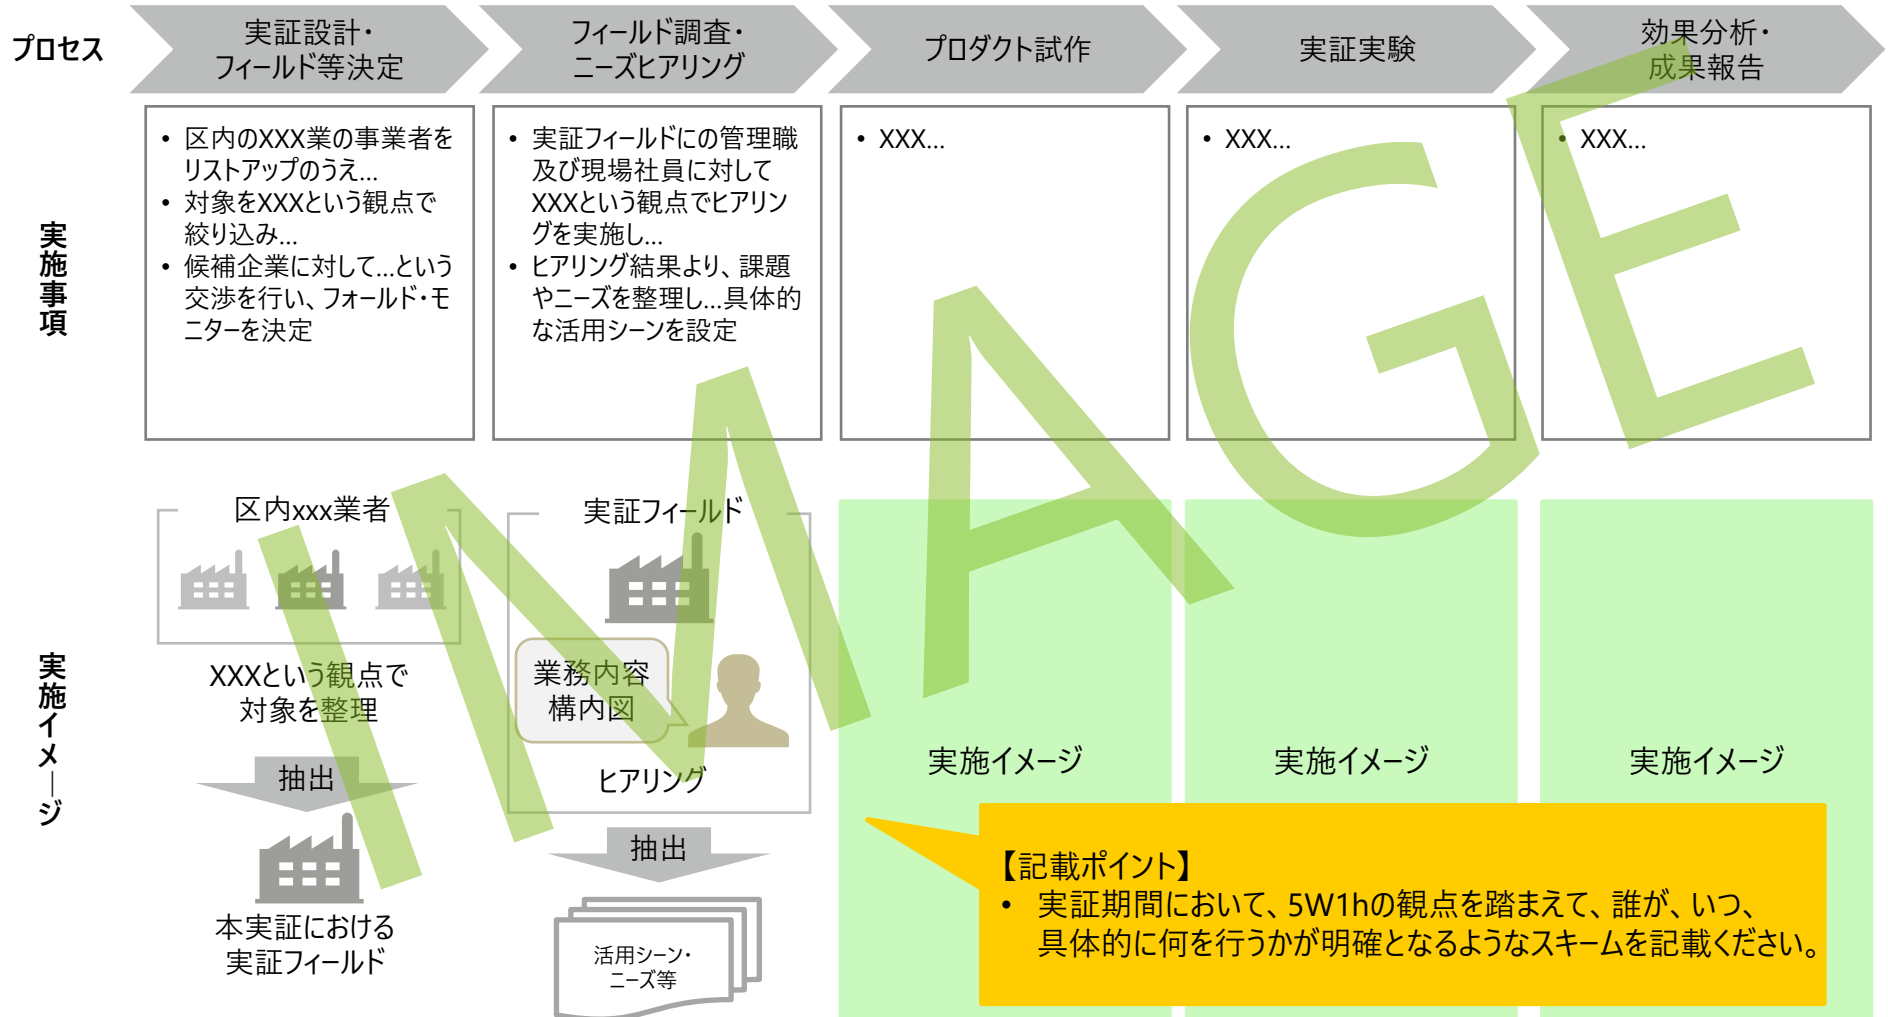 プロセス
実証設計・
フィールド等決定
フィールド調査・
ニーズヒアリング
プロダクト試作
実証実験
効果分析・
成果報告
実施事項
• 区内のXXX業の事業者を
リストアップのうえ...
• 対象をXXXという観点で
絞り込み...
• 候補企業に対して...という
交渉を行い、フォールド・モ
ニターを決定
• 実証フィールドにの管理職
及び現場社員に対して
XXXという観点でヒアリン
グを実施し...
• ヒアリング結果より、課題
やニーズを整理し...具体的
な活用シーンを設定
• XXX...
• XXX...
• XXX...
実施イメージ
区内xxx業者
XXXという観点で
対象を整理
抽出
本実証における
実証フィールド
実証フィールド
業務内容
構内図
ヒアリング
抽出
活用シーン・
ニーズ等
実施イメージ
実施イメージ
実施イメージ
【記載ポイント】
• 実証期間において、5W1hの観点を踏まえて、誰が、いつ、
具体的に何を行うかが明確となるようなスキームを記載ください。
IMAGE